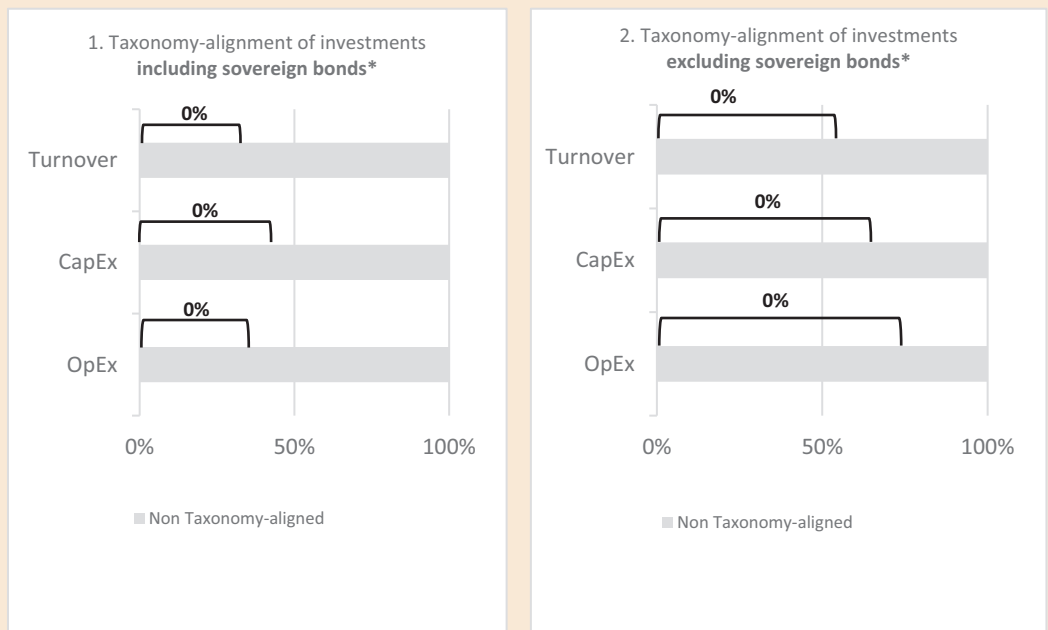 1. Taxonomy-alignment of investments
including sovereign bonds*
0%
Turnover
0%
CapEx
0%
OpEx
0% 50% 100%
Non Taxonomy-aligned
2. Taxonomy-alignment of investments
excluding sovereign bonds*
0%
Turnover
0%
CapEx
0%
OpEx
0% 50% 100%
Non Taxonomy-aligned